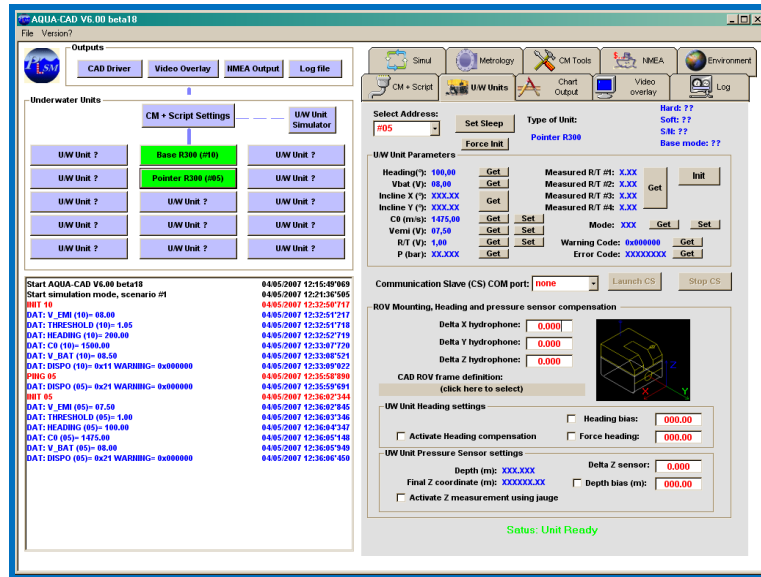 AQUA-CAD V6.00 beta18
File Version?
Outputs
PLSM
CAD Driver Video Overlay NMEA Output Log file
Underwater Units
CM + Script Settings
U/W Unit Simulator
U/W Unit ? Base R300 (#10) U/W Unit ?
U/W Unit ? Pointer R300 (#05) U/W Unit ?
U/W Unit ? U/W Unit ? U/W Unit ?
U/W Unit ? U/W Unit ? U/W Unit ?
U/W Unit ? U/W Unit ? U/W Unit ?
Start AQUA-CAD V6.00 beta18 04/05/2007 12:15:49'069
Start simulation mode, scenario #1 04/05/2007 12:21:36'505
INIT 10 04/05/2007 12:32:50'717
DAT: V_EMI (10)= 08.00 04/05/2007 12:32:51'217
DAT: THRESHOLD (10)= 1.05 04/05/2007 12:32:51'718
DAT: HEADING (10)= 200.00 04/05/2007 12:32:52'719
DAT: C0 (10)= 1500.00 04/05/2007 12:33:07'720
DAT: V_BAT (10)= 08.50 04/05/2007 12:33:08'521
DAT: DISPO (10)= 0x11 WARNING= 0x000000 04/05/2007 12:33:09'022
PING 05 04/05/2007 12:35:58'890
DAT: DISPO (05)= 0x21 WARNING= 0x000000 04/05/2007 12:35:59'691
INIT 05 04/05/2007 12:36:02'344
DAT: V_EMI (05)= 07.50 04/05/2007 12:36:02'845
DAT: THRESHOLD (05)= 1.00 04/05/2007 12:36:03'346
DAT: HEADING (05)= 100.00 04/05/2007 12:36:04'347
DAT: C0 (05)= 1475.00 04/05/2007 12:36:05'148
DAT: V_BAT (05)= 08.00 04/05/2007 12:36:05'949
DAT: DISPO (05)= 0x21 WARNING= 0x000000 04/05/2007 12:36:06'450
Simul Metrology CM Tools NMEA Environment
CM + Script U/W Units Chart Output Video overlay Log
Select Address:
#05
Set Sleep
Force Init
Type of Unit:
Pointer R300
Hard: ??
Soft: ??
S/N: ??
Base mode: ??
U/W Unit Parameters
Heading(°): 100,00 Get Measured R/T #1: X.XX
Vbat (V): 08,00 Get Measured R/T #2: X.XX Get Init
Incline X (°): XXX.XX Get Measured R/T #3: X.XX
Incline Y (°): XXX.XX Measured R/T #4: X.XX
C0 (m/s): 1475,00 Get Set
Mode: XXX Get Set
Vemi (V): 07,50 Get Set
R/T (V): 1,00 Get Set Warning Code: 0x000000 Get
P (bar): XX.XXX Get Error Code: XXXXXXXX Get
Communication Slave (CS) COM port: none Launch CS Stop CS
ROV Mounting, Heading and pressure sensor compensation
Delta X hydrophone: 0.000
Delta Y hydrophone: 0.000
Delta Z hydrophone: 0.000
Z
X Y
CAD ROV frame definition:
(click here to select)
UW Unit Heading settings
Heading bias: 000.00
Activate Heading compensation Force heading: 000.00
UW Unit Pressure Sensor settings
Depth (m): XXX.XXX Delta Z sensor: 0.000
Final Z coordinate (m): XXXXXX.XX Depth bias (m): 000.00
Activate Z measurement using jauge
Satus: Unit Ready